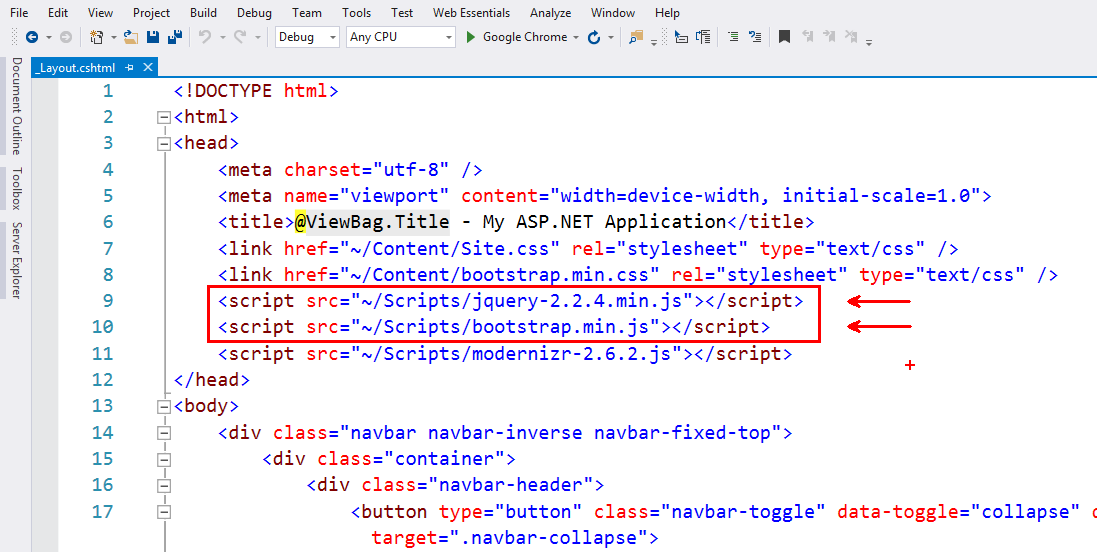 File Edit View Project Build Debug Team Tools Test Web Essentials Analyze Window Help
Debug Any CPU Google Chrome
_Layout.cshtml
Document Outline
Toolbox
Server Explorer
1 <!DOCTYPE html>
2 <html>
3 <head>
4 <meta charset="utf-8" />
5 <meta name="viewport" content="width=device-width, initial-scale=1.0">
6 <title>@ViewBag.Title - My ASP.NET Application</title>
7 <link href="~/Content/Site.css" rel="stylesheet" type="text/css" />
8 <link href="~/Content/bootstrap.min.css" rel="stylesheet" type="text/css" />
9 <script src="~/Scripts/jquery-2.2.4.min.js"></script>
10 <script src="~/Scripts/bootstrap.min.js"></script>
11 <script src="~/Scripts/modernizr-2.6.2.js"></script>
12 </head>
13 <body>
14 <div class="navbar navbar-inverse navbar-fixed-top">
15 <div class="container">
16 <div class="navbar-header">
17 <button type="button" class="navbar-toggle" data-toggle="collapse"
target=".navbar-collapse">